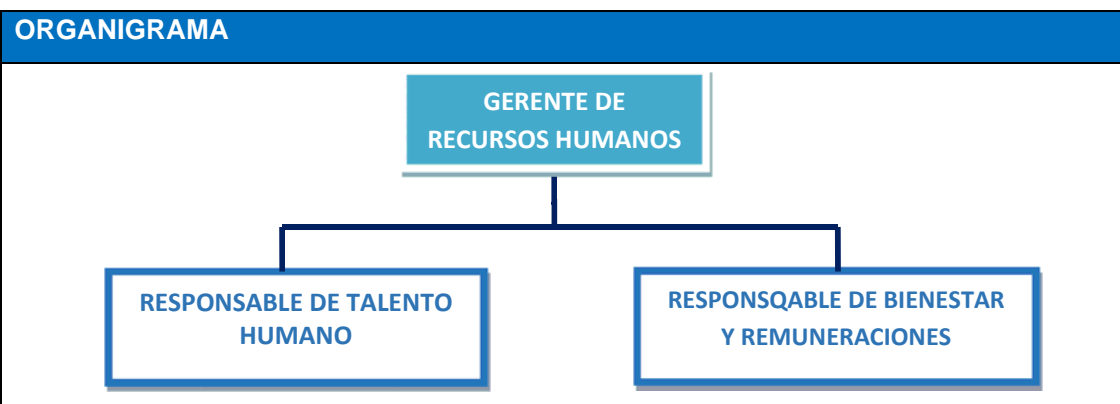 ORGANIGRAMA
GERENTE DE
RECURSOS HUMANOS
RESPONSABLE DE TALENTO
HUMANO
RESPONSQABLE DE BIENESTAR
Y REMUNERACIONES